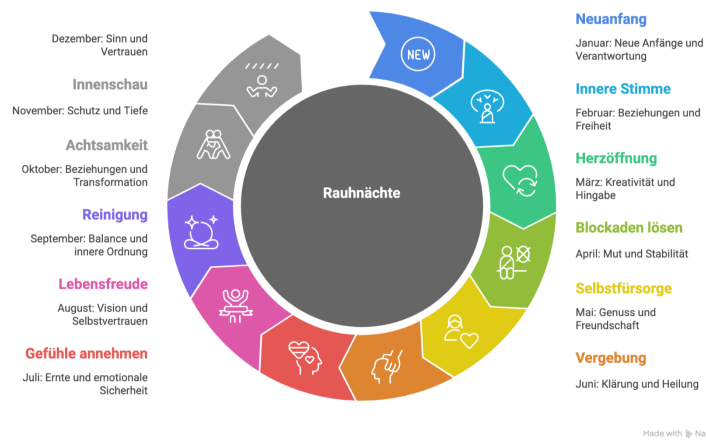 Dezember: Sinn und
Vertrauen
Innenschau
November: Schutz und Tiefe
Achtsamkeit
Oktober: Beziehungen und
Transformation
Reinigung
September: Balance und
innere Ordnung
Lebensfreude
August: Vision und
Selbstvertrauen
Gefühle annehmen
Juli: Ernte und emotionale
Sicherheit
NEW
Rauhnächte
Neuanfang
Januar: Neue Anfänge und
Verantwortung
Innere Stimme
Februar: Beziehungen und
Freiheit
Herzöffnung
März: Kreativität und
Hingabe
Blockaden lösen
April: Mut und Stabilität
Selbstfürsorge
Mai: Genuss und
Freundschaft
Vergebung
Juni: Klärung und Heilung
Made with Na